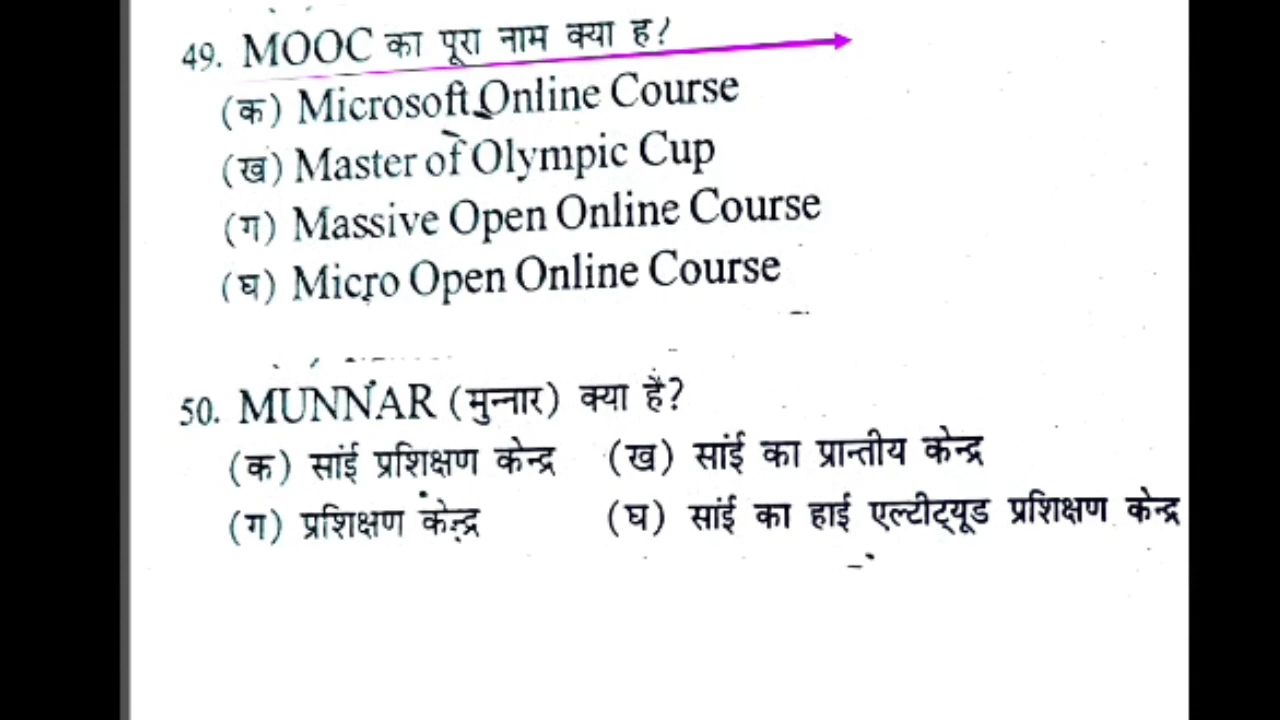 49. MOOC का पूरा नाम क्या ह?
(क) Microsoft Online Course
(ख) Master of Olympic Cup
(ग) Massive Open Online Course
(घ) Micro Open Online Course
50. MUNNAR (मुन्नार) क्या है?
(क) सांई प्रशिक्षण केन्द्र (ख) सांई का प्रान्तीय केन्द्र
(ग) प्रशिक्षण केन्द्र (घ) सांई का हाई एल्टीट्यूड प्रशिक्षण केन्द्र